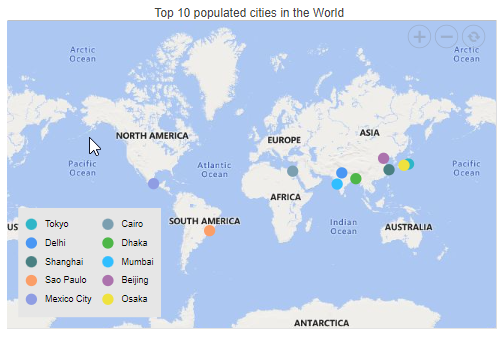 Top 10 populated cities in the World
Arctic
Ocean
Arctic
Ocean
NORTH AMERICA
EUROPE
ASIA
Pacific
Ocean
Atlantic
Ocean
Pacific
Ocean
AFRICA
US
SOUTH AMERICA
Indian
Ocean
AUSTRALIA
Tokyo
Cairo
Delhi
Dhaka
Shanghai
Mumbai
Sao Paulo
Beijing
Mexico City
Osaka
ANTARCTICA